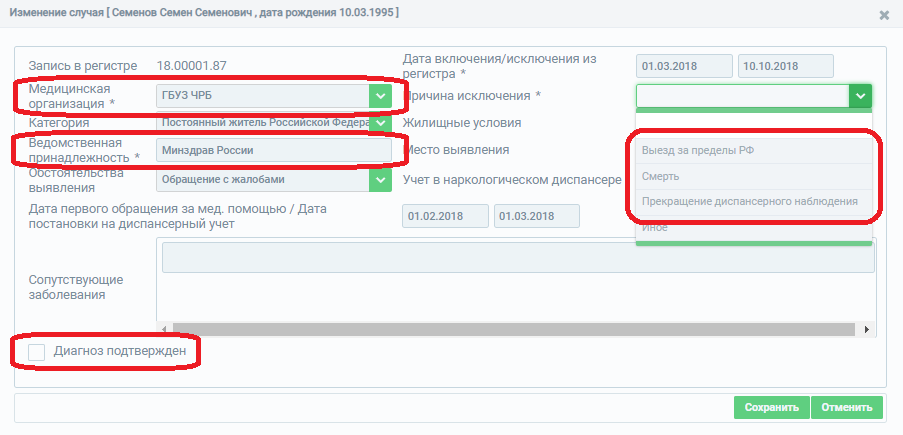 Изменение случая [ Семенов Семен Семенович , дата рождения 10.03.1995 ]
Запись в регистре 18.00001.87
Дата включения/исключения из
регистра * 01.03.2018 10.10.2018
Медицинская
организация * ГБУЗ ЧРБ
Причина исключения *
Категория Постоянный житель Российской Федера
Жилищные условия
Ведомственная
принадлежность * Минздрав России
Место выявления
Выезд за пределы РФ
Смерть
Прекращение диспансерного наблюдения
Иное
Обстоятельства
выявления Обращение с жалобами
Учет в наркологическом диспансере
Дата первого обращения за мед. помощью / Дата
постановки на диспансерный учет 01.02.2018 01.03.2018
Сопутствующие
заболевания
Диагноз подтвержден
Сохранить Отменить